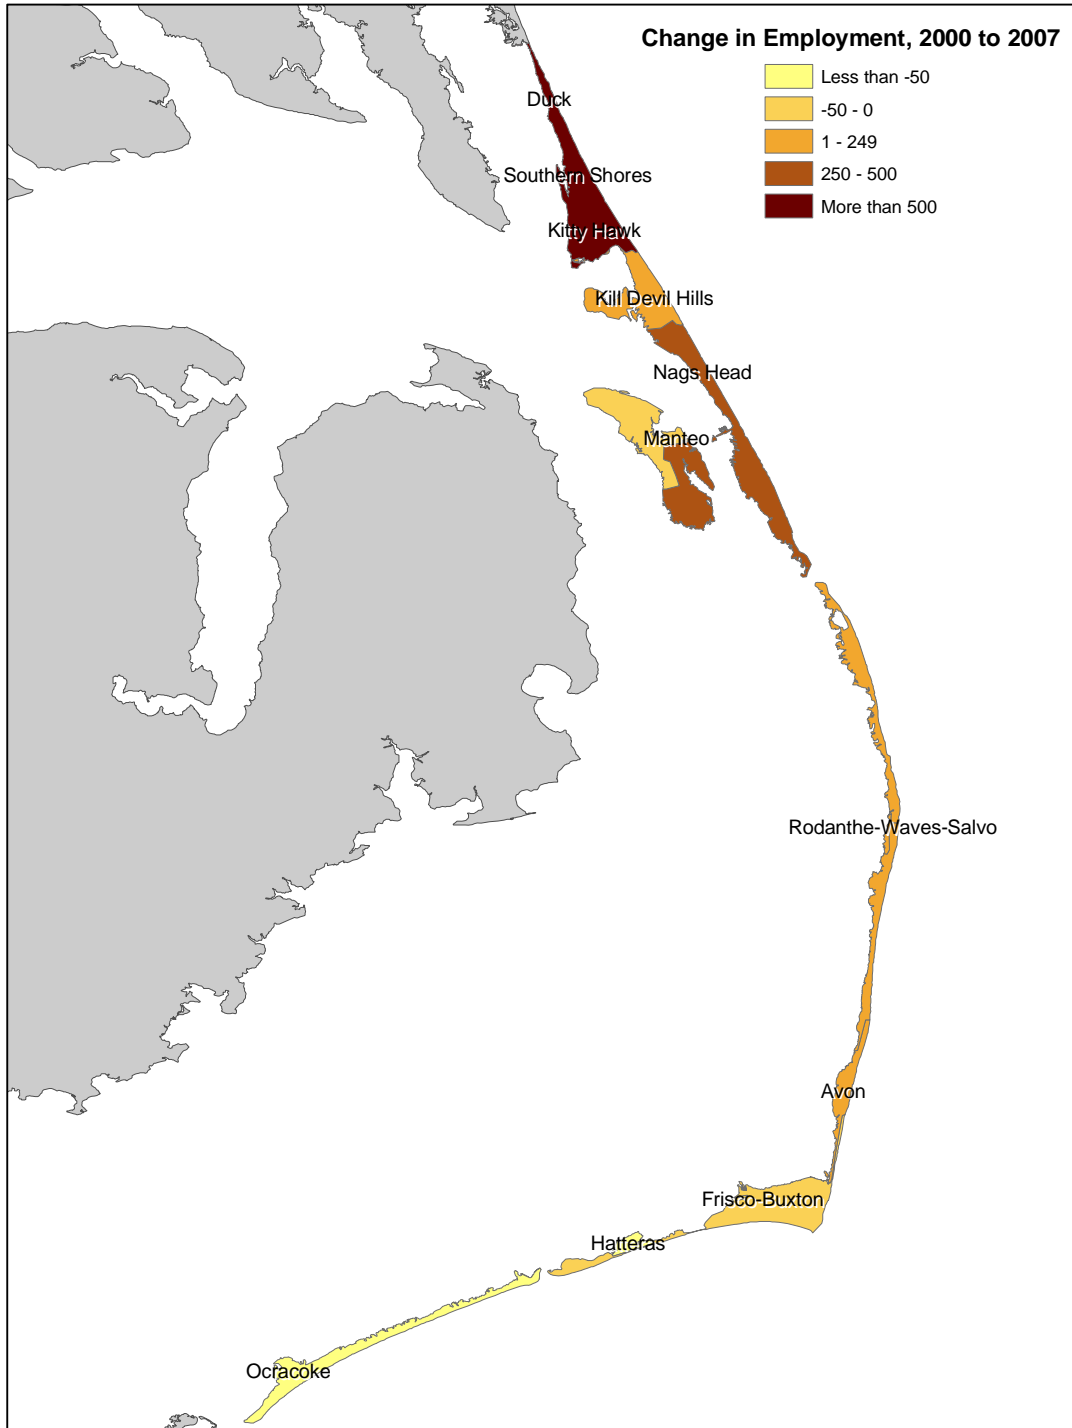 Change in Employment, 2000 to 2007
Less than -50
-50 - 0
1 - 249
250 - 500
More than 500
Duck
Southern Shores
Kitty Hawk
Kill Devil Hills
Nags Head
Manteo
Rodanthe-Waves-Salvo
Avon
Frisco-Buxton
Hatteras
Ocracoke